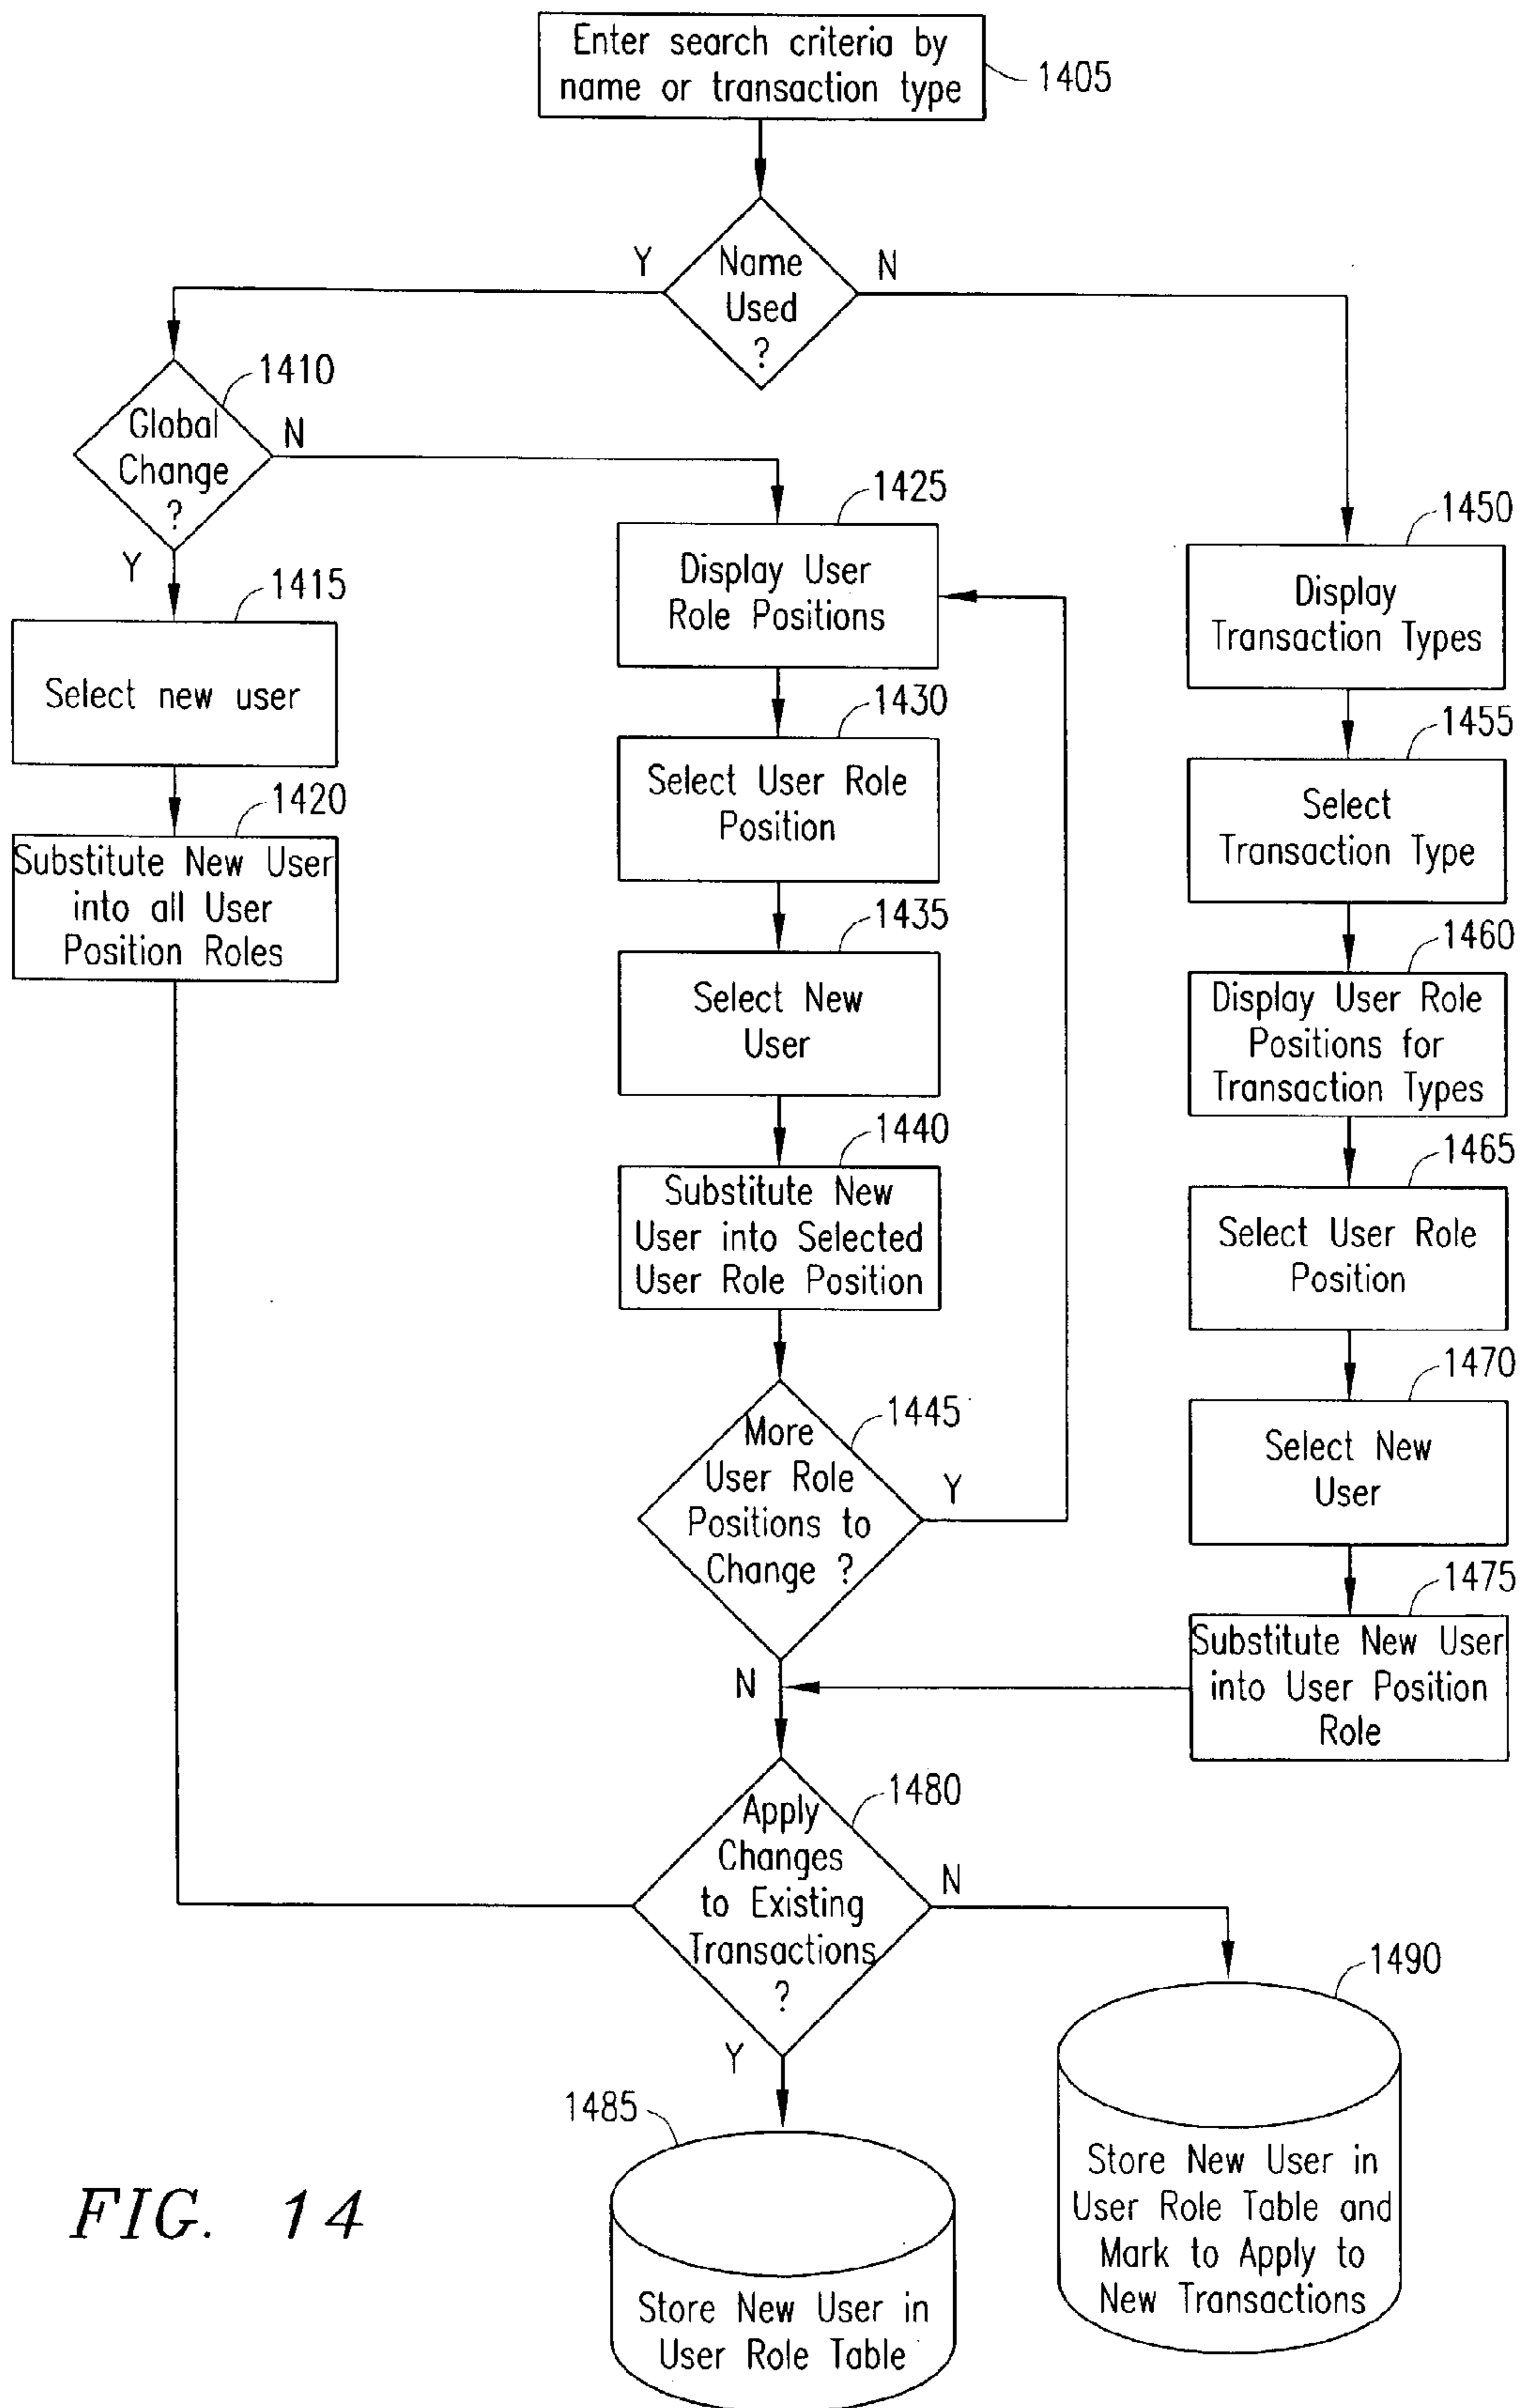 Enter search criteria by
name or transaction type
1405
Name
Used
?
Y
N
1410
Global
Change
?
N
Y
1415
Select new user
1420
Substitute New User
into all User
Position Roles
1425
Display User
Role Positions
1430
Select User Role
Position
1435
Select New
User
1440
Substitute New
User into Selected
User Role Position
1445
More
User Role
Positions to
Change ?
Y
N
1450
Display
Transaction Types
1455
Select
Transaction Type
1460
Display User Role
Positions for
Transaction Types
1465
Select User Role
Position
1470
Select New
User
1475
Substitute New User
into User Position
Role
1480
Apply
Changes
to Existing
Transactions
?
N
Y
1485
Store New User in
User Role Table
1490
Store New User in
User Role Table and
Mark to Apply to
New Transactions
FIG. 14